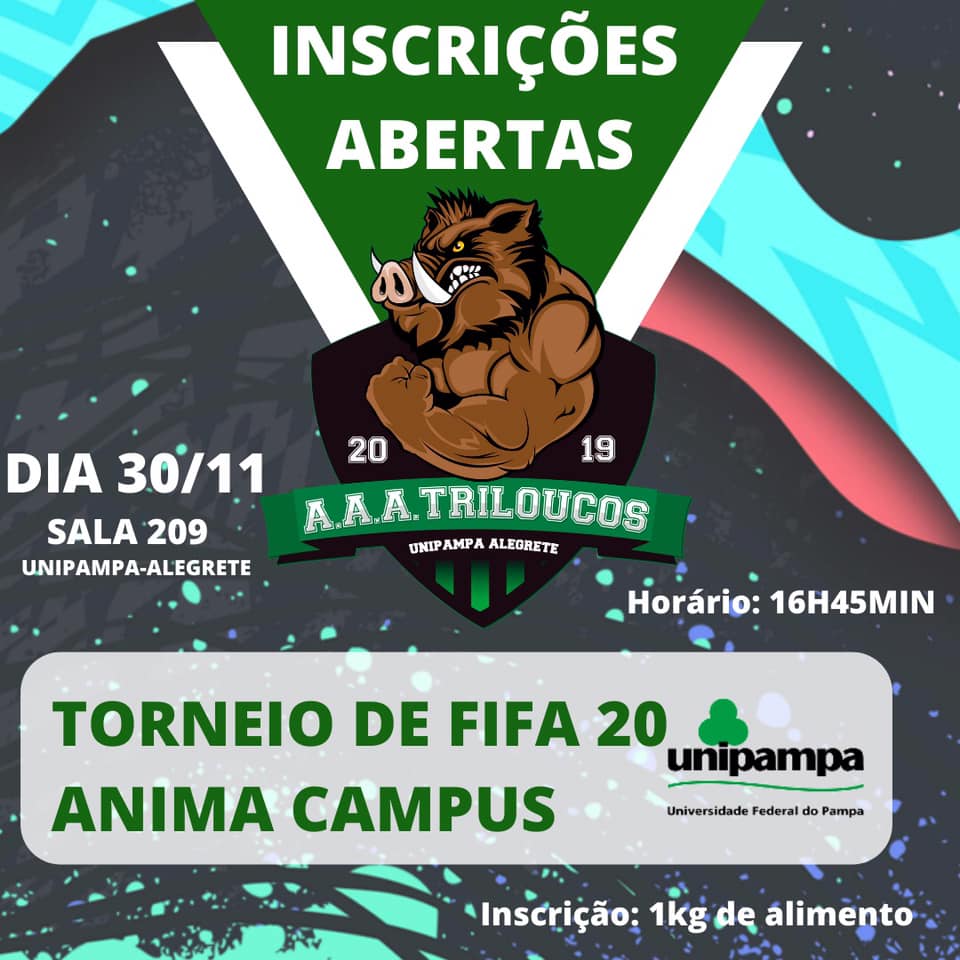 INSCRIÇÕES
ABERTAS
20 19
A.A.A.TRILOUCOS
UNIPAMPA ALEGRETE
DIA 30/11
SALA 209
UNIPAMPA-ALEGRETE
Horário: 16H45MIN
TORNEIO DE FIFA 20
ANIMA CAMPUS
unipampa
Universidade Federal do Pampa
Inscrição: 1kg de alimento